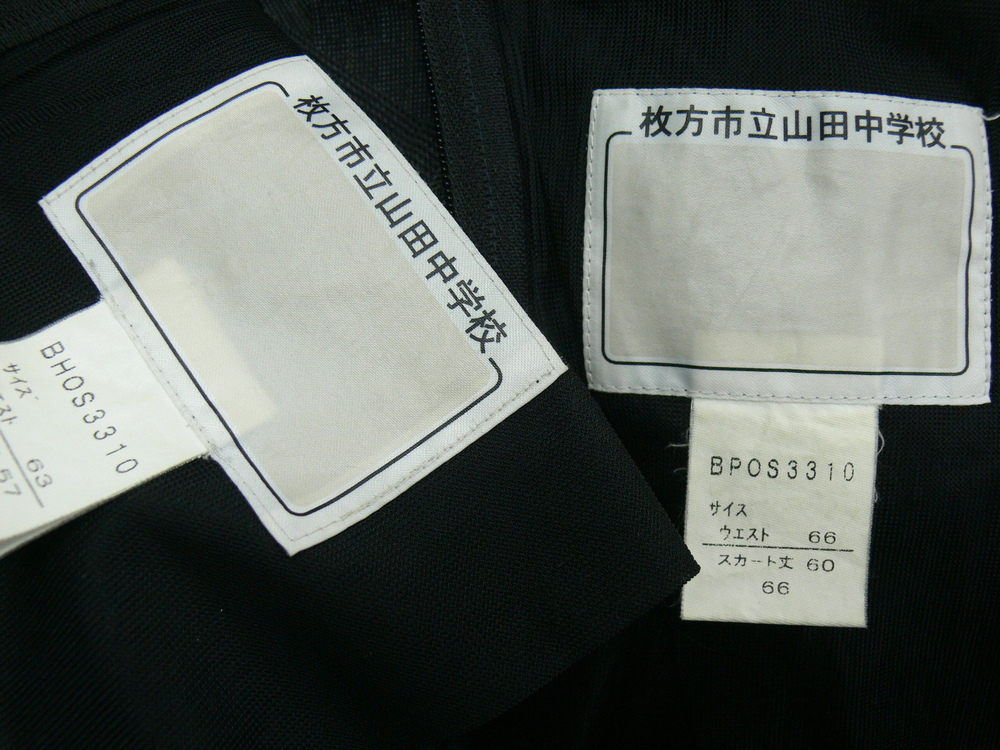 枚方市立山田中学校
BHOS3310
サイズ
63
57
枚方市立山田中学校
BPOS3310
サイズ
ウエスト 66
スカート丈 60
66